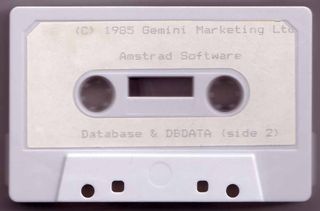 (C) 1985 Gemini Marketing Ltd
Amstrad Software
Database & DBDATA (side 2)